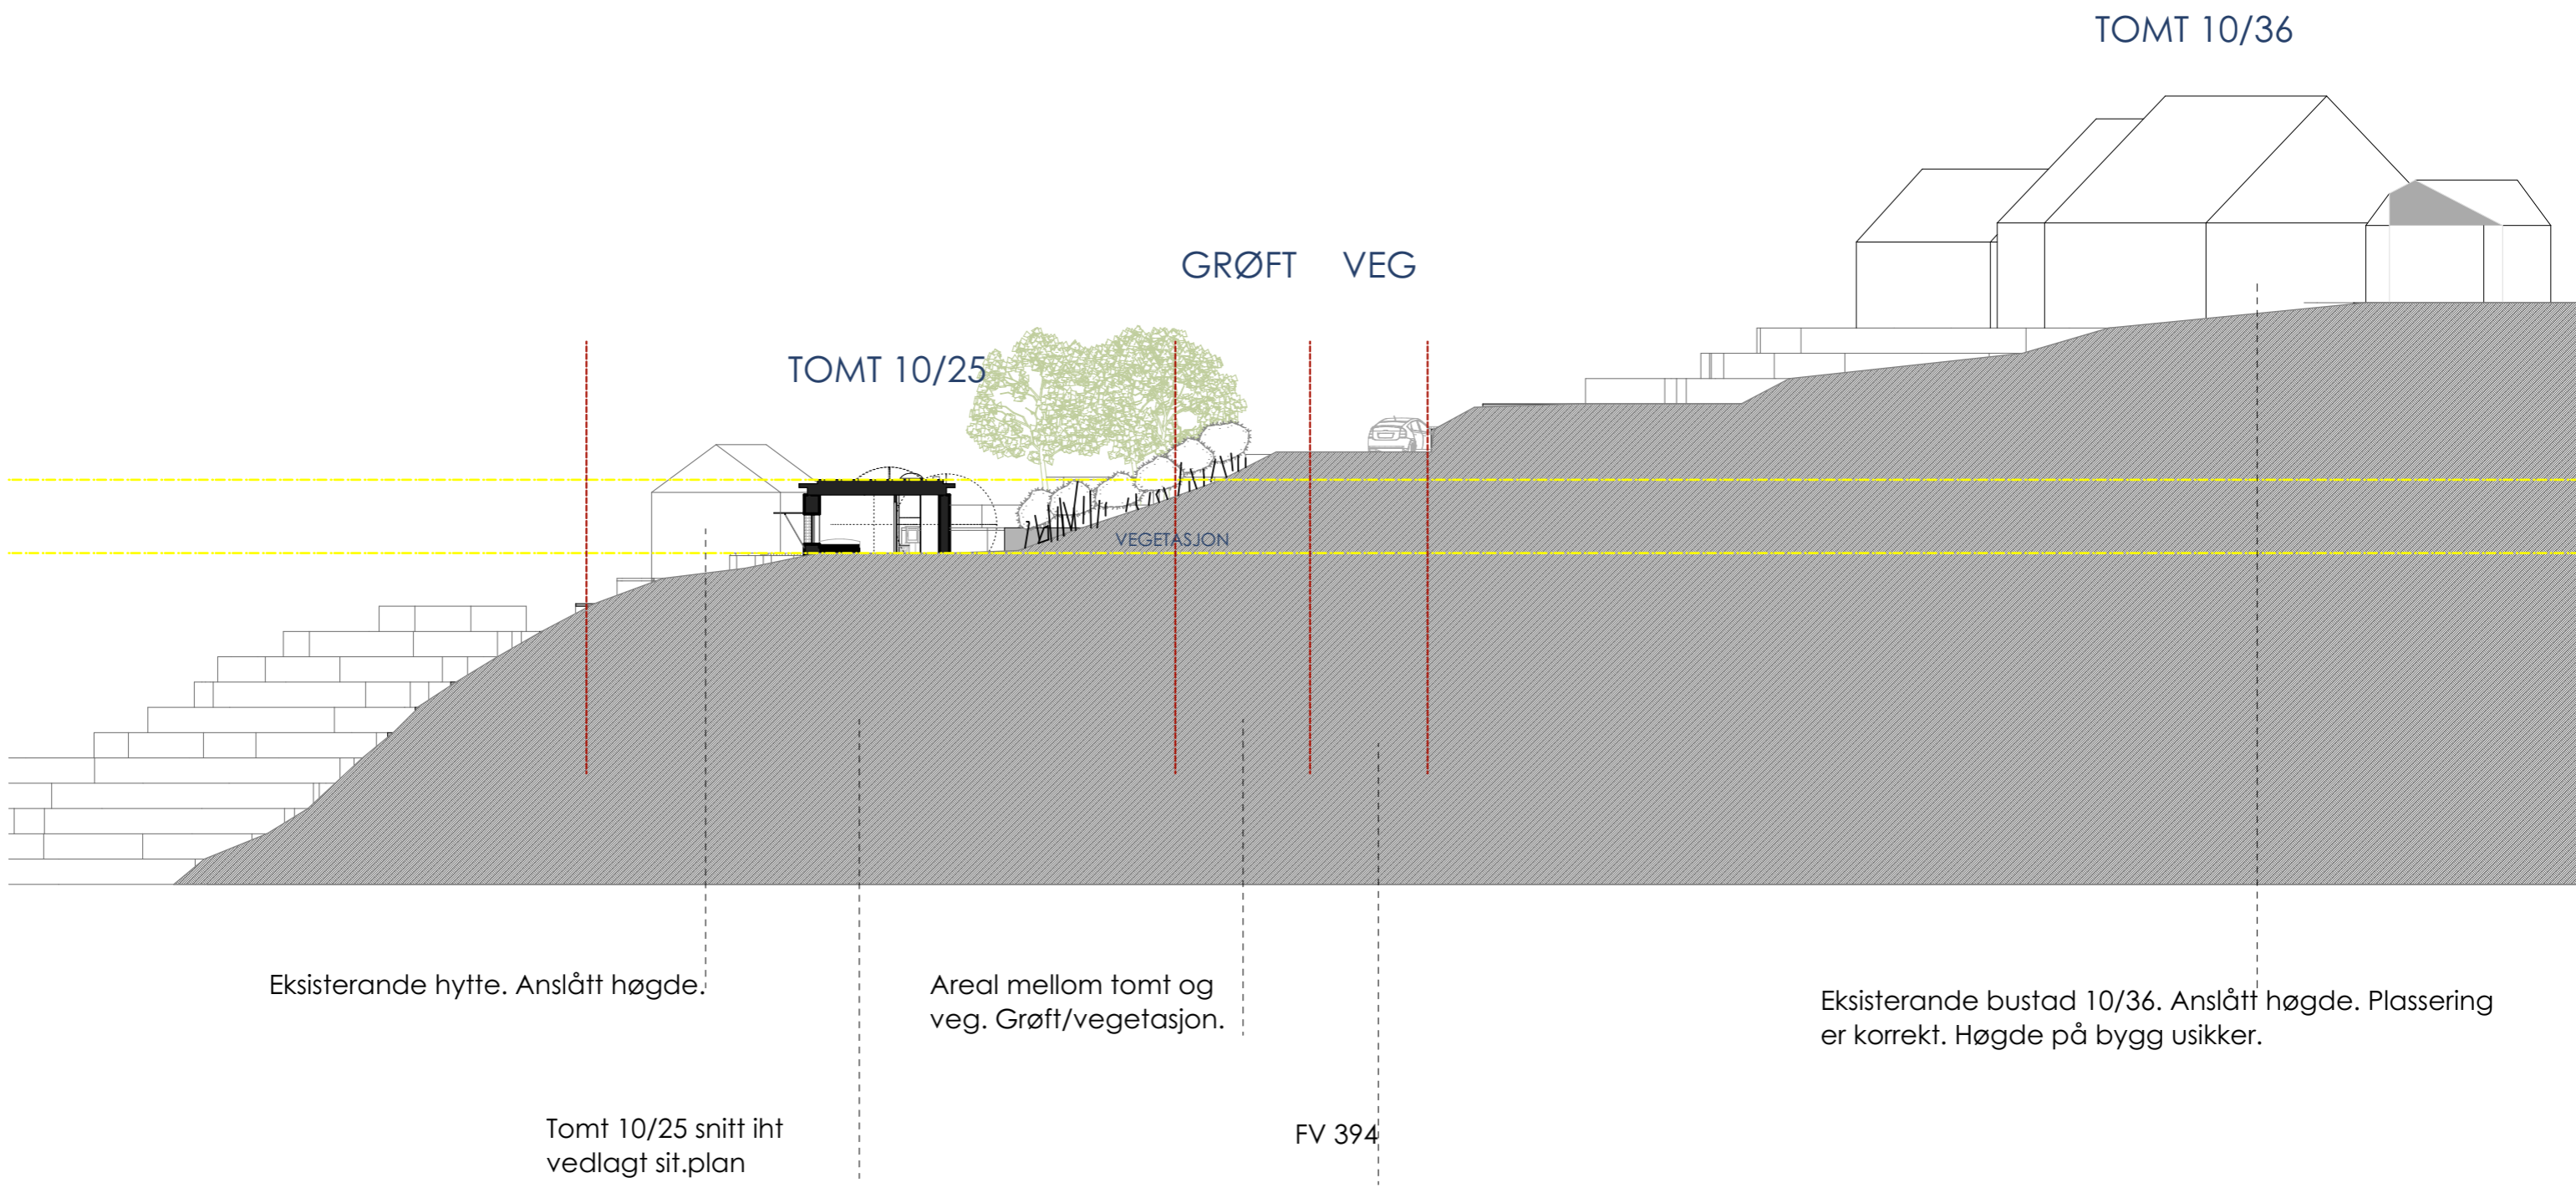 TOMT 10/36
GRØFT
VEG
TOMT 10/25
VEGETASJON
Eksisterande hytte. Anslått høgde.
Areal mellom tomt og
veg. Grøft/vegetasjon.
Eksisterande bustad 10/36. Anslått høgde. Plassering
er korrekt. Høgde på bygg usikker.
Tomt 10/25 snitt iht
vedlagt sit.plan
FV 394